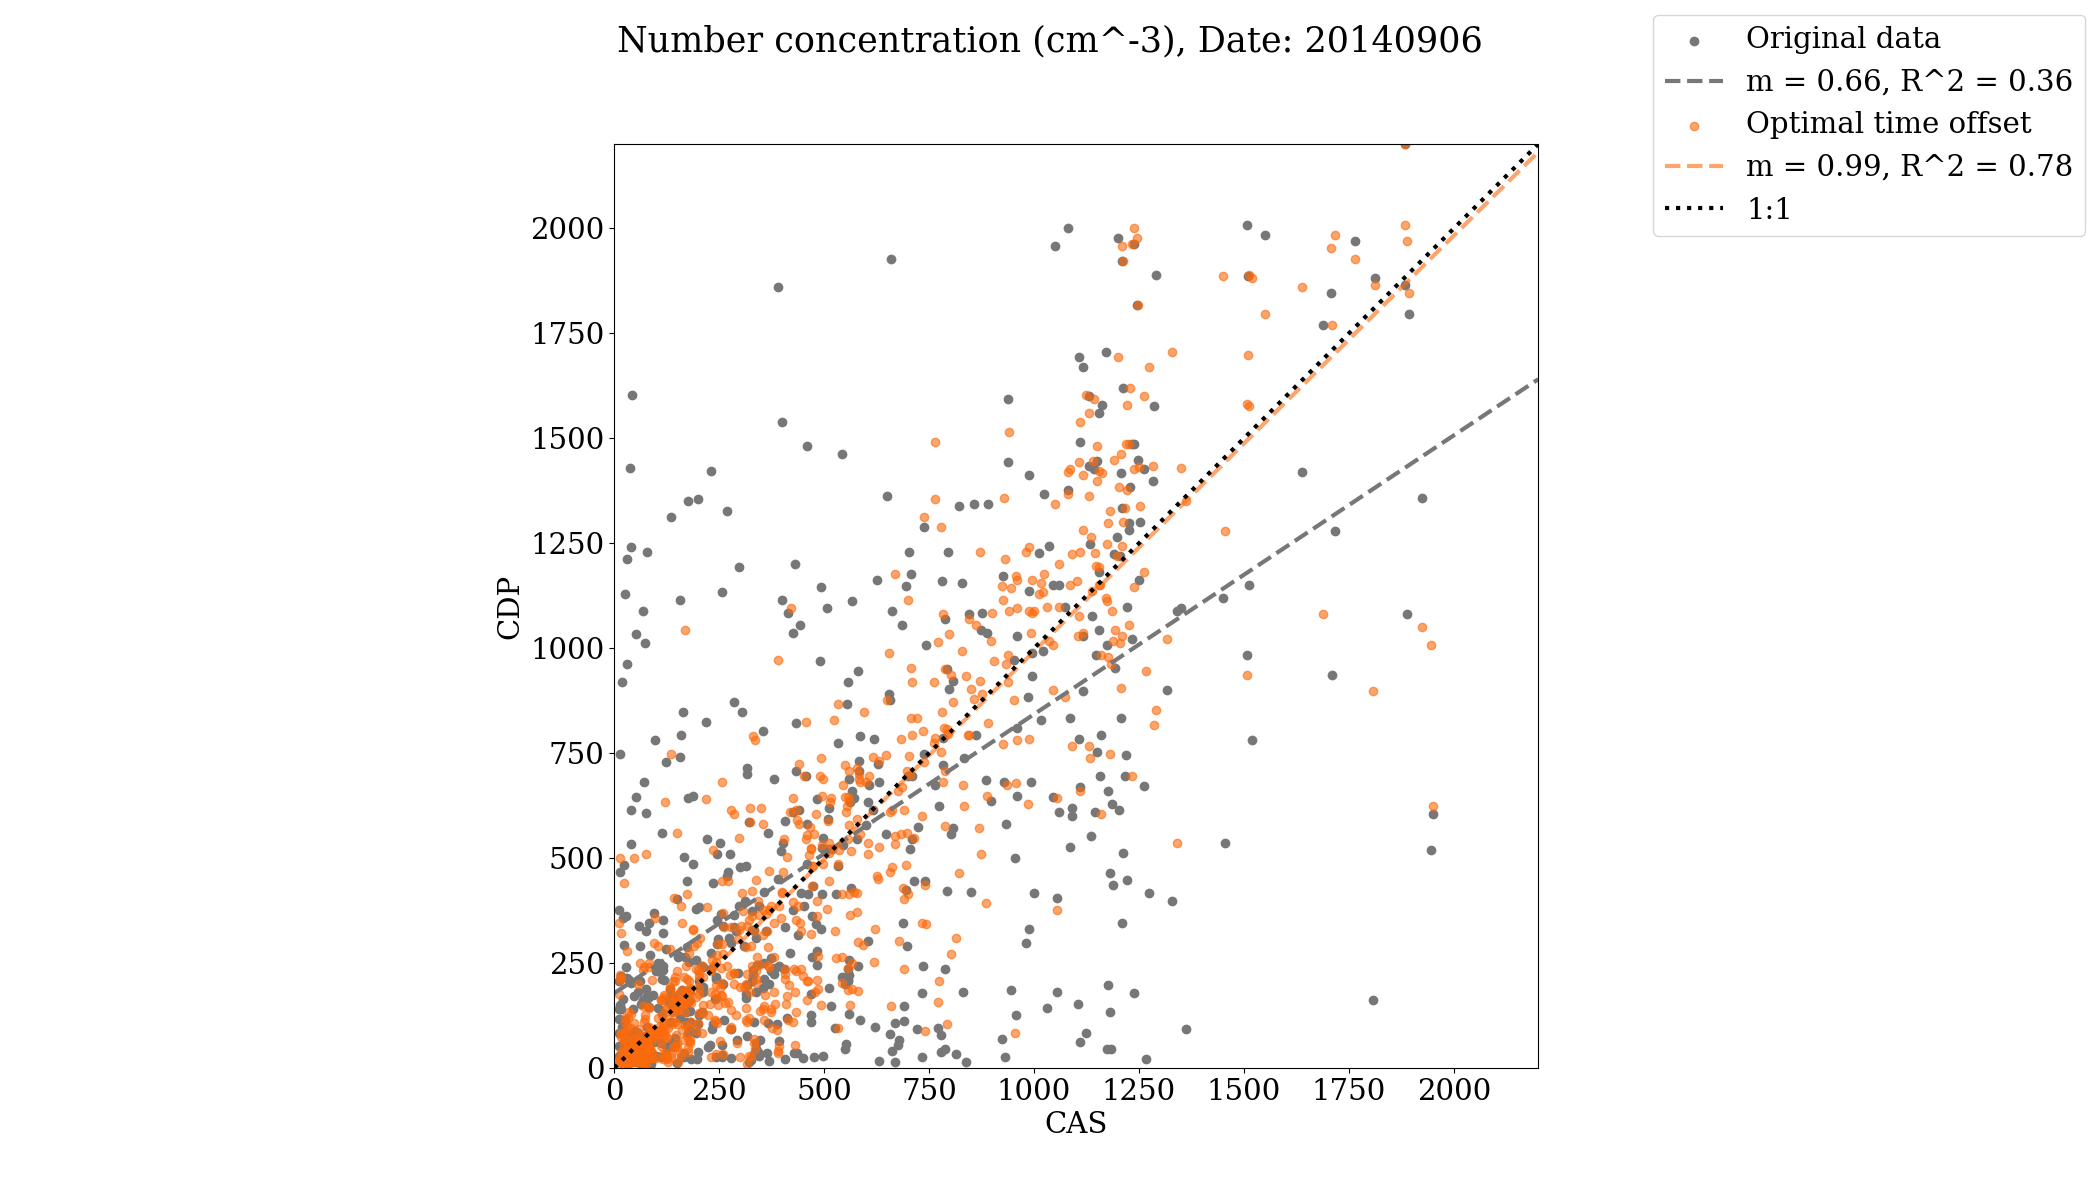 Number concentration (cm^-3), Date: 20140906
Original data
m = 0.66, R^2 = 0.36
Optimal time offset
m = 0.99, R^2 = 0.78
1:1
2000
1750
1500
1250
1000
750
500
250
0
CDP
0 250 500 750 1000 1250 1500 1750 2000
CAS